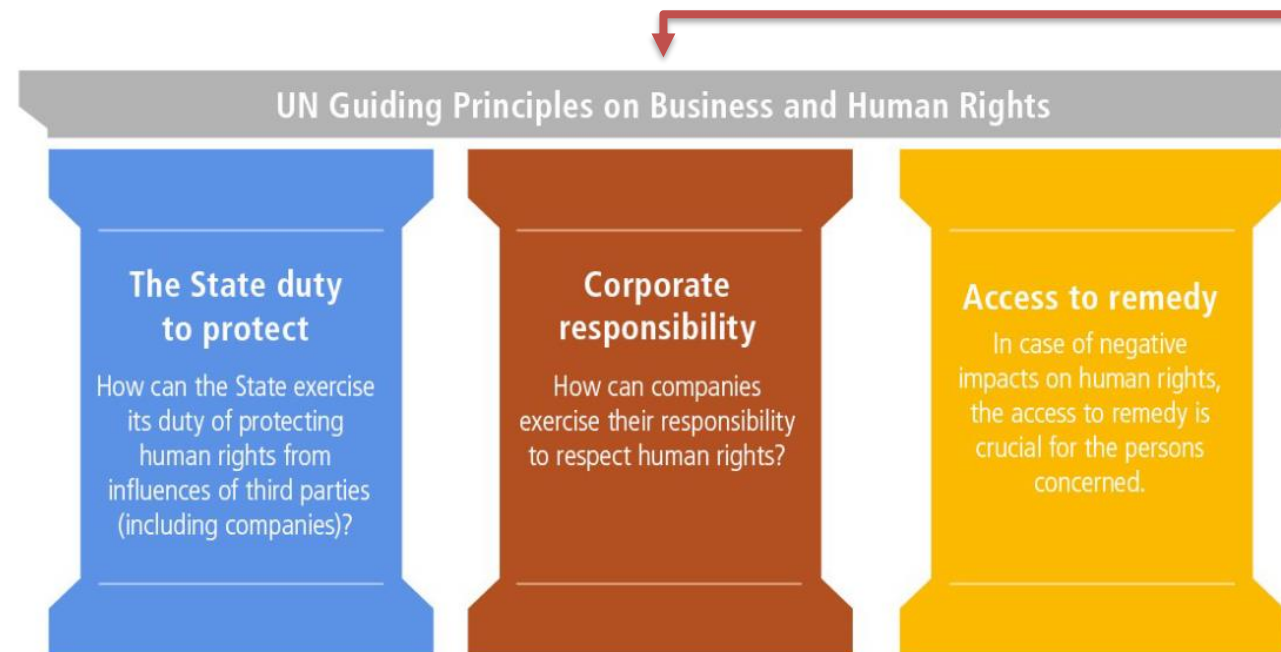 UN Guiding Principles on Business and Human Rights
The State duty
to protect
How can the State exercise
its duty of protecting
human rights from
influences of third parties
(including companies)?
Corporate
responsibility
How can companies
exercise their responsibility
to respect human rights?
Access to remedy
In case of negative
impacts on human rights,
the access to remedy is
crucial for the persons
concerned.